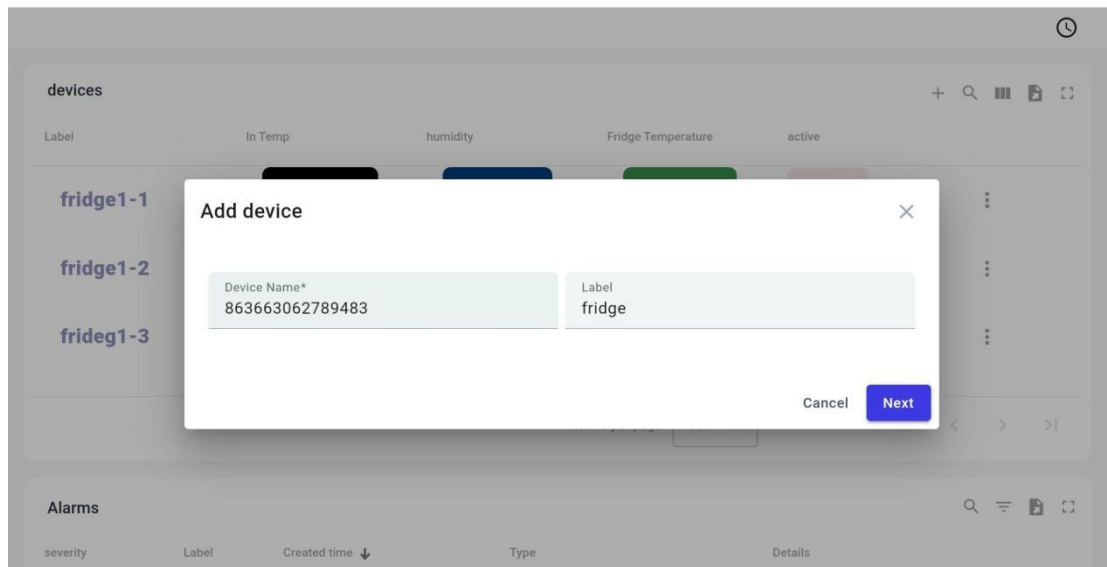 devices
Label In Temp humidity Fridge Temperature active
fridge1-1
Add device
fridge1-2
Device Name* Label
863663062789483 fridge
frideg1-3
Cancel Next
Alarms
severity Label Created time Type Details